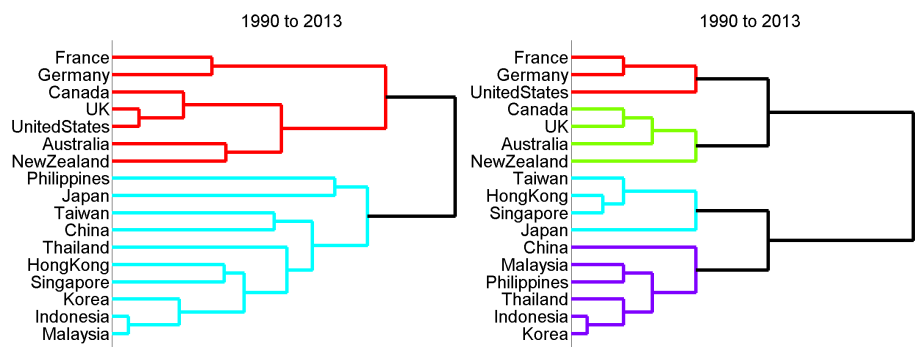 1990 to 2013
France
Germany
Canada
UK
UnitedStates
Australia
NewZealand
Philippines
Japan
Taiwan
China
Thailand
HongKong
Singapore
Korea
Indonesia
Malaysia
1990 to 2013
France
Germany
UnitedStates
Canada
UK
Australia
NewZealand
Taiwan
HongKong
Singapore
Japan
China
Malaysia
Philippines
Thailand
Indonesia
Korea